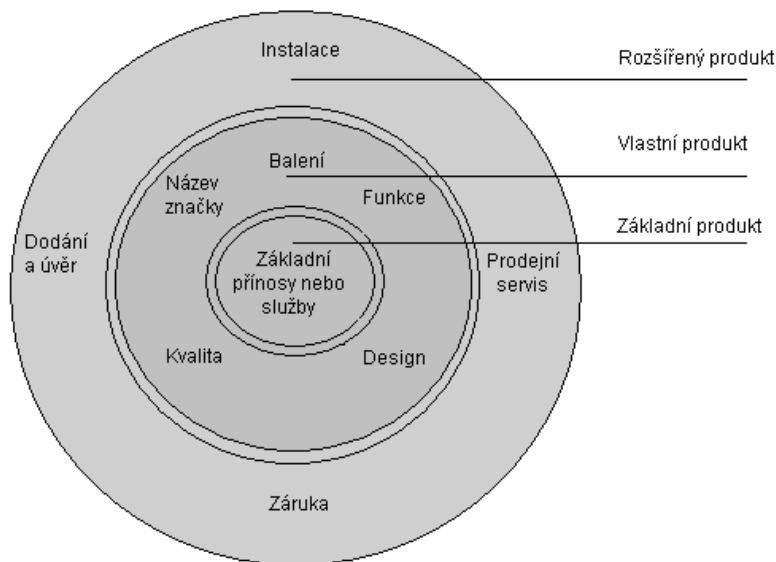 Instalace
Rozšířený produkt
Vlastní produkt
Balení
Název
značky
Funkce
Základní produkt
Dodání
a úvěr
Základní
přínosy nebo
služby
Prodejní
servis
Kvalita
Design
Záruka